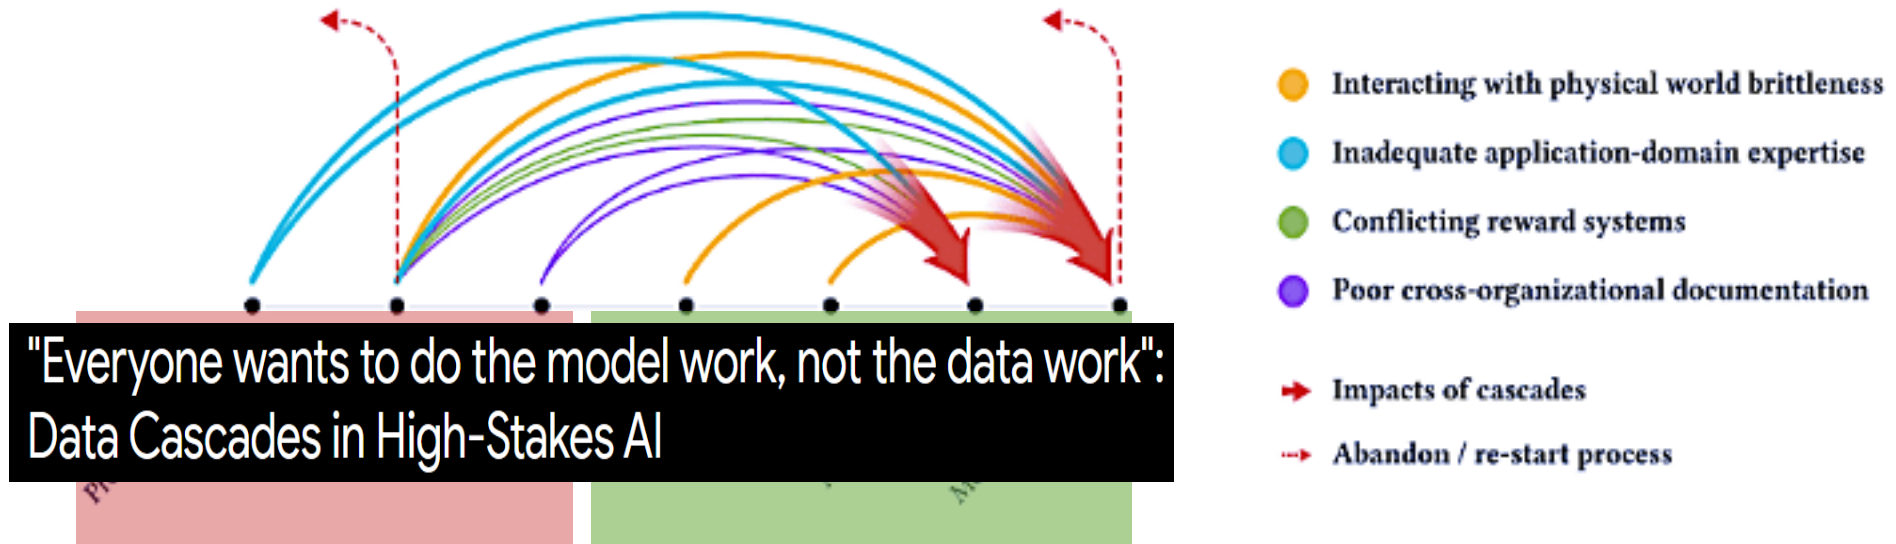 Interacting with physical world brittleness
Inadequate application-domain expertise
Conflicting reward systems
Poor cross-organizational documentation
Impacts of cascades
Abandon / re-start process
"Everyone wants to do the model work, not the data work":
Data Cascades in High-Stakes AI